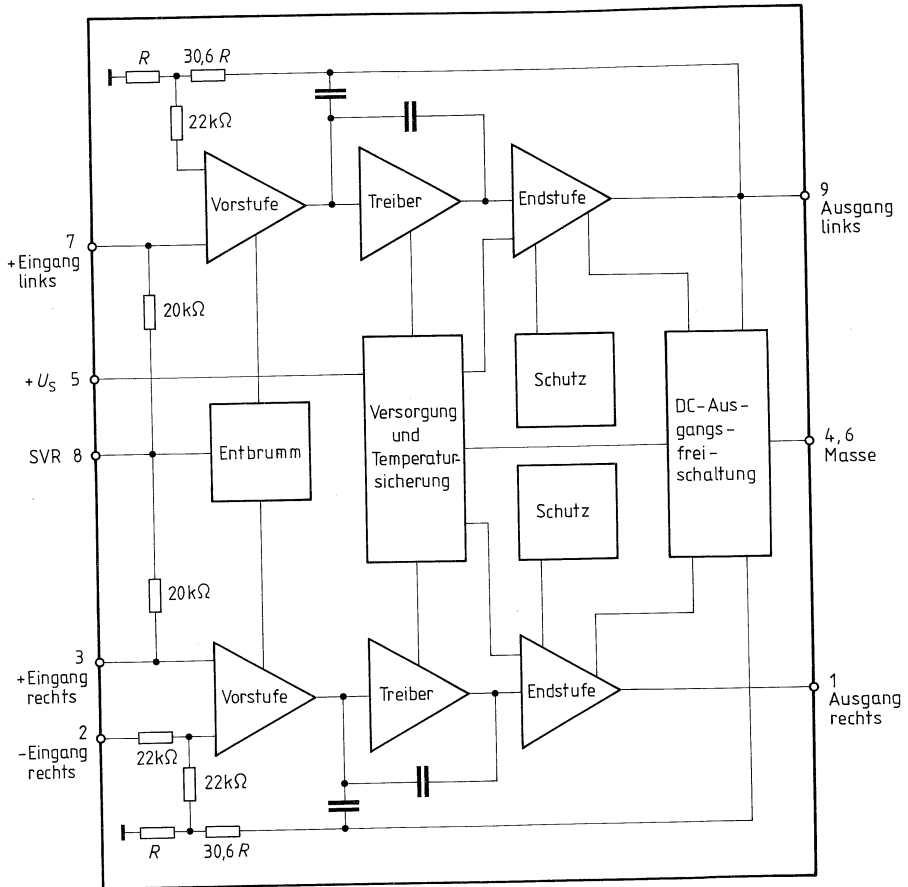 R
30,6 R
22kΩ
Vorstufe
Treiber
Endstufe
9
Ausgang
links
7
+Eingang
links
20kΩ
+US 5
Versorgung
und
Temperatur-
sicherung
Schutz
DC-Aus-
gangs-
frei-
schaltung
SVR 8
Entbrumm
4,6
Masse
Schutz
20kΩ
3
+Eingang
rechts
Vorstufe
Treiber
Endstufe
1
Ausgang
rechts
2
-Eingang
rechts
22kΩ
22kΩ
R
30,6 R